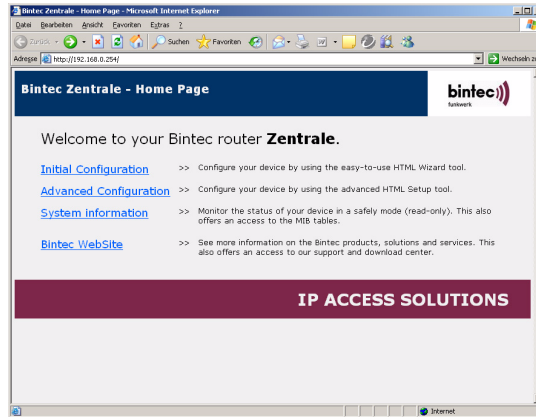 Bintec Zentrale - Home Page - Microsoft Internet Explorer
Datei Bearbeiten Ansicht Favoriten Extras ?
Zurück Suchen Favoriten
Adresse http://192.168.0.254/ Wechseln zu
Bintec Zentrale - Home Page
bintec
funkwerk
Welcome to your Bintec router Zentrale.
Initial Configuration >> Configure your device by using the easy-to-use HTML Wizard tool.
Advanced Configuration >> Configure your device by using the advanced HTML Setup tool.
System information >> Monitor the status of your device in a safely mode (read-only). This also
offers an access to the MIB tables.
Bintec WebSite >> See more information on the Bintec products, solutions and services. This
also offers an access to our support and download center.
IP ACCESS SOLUTIONS
Internet